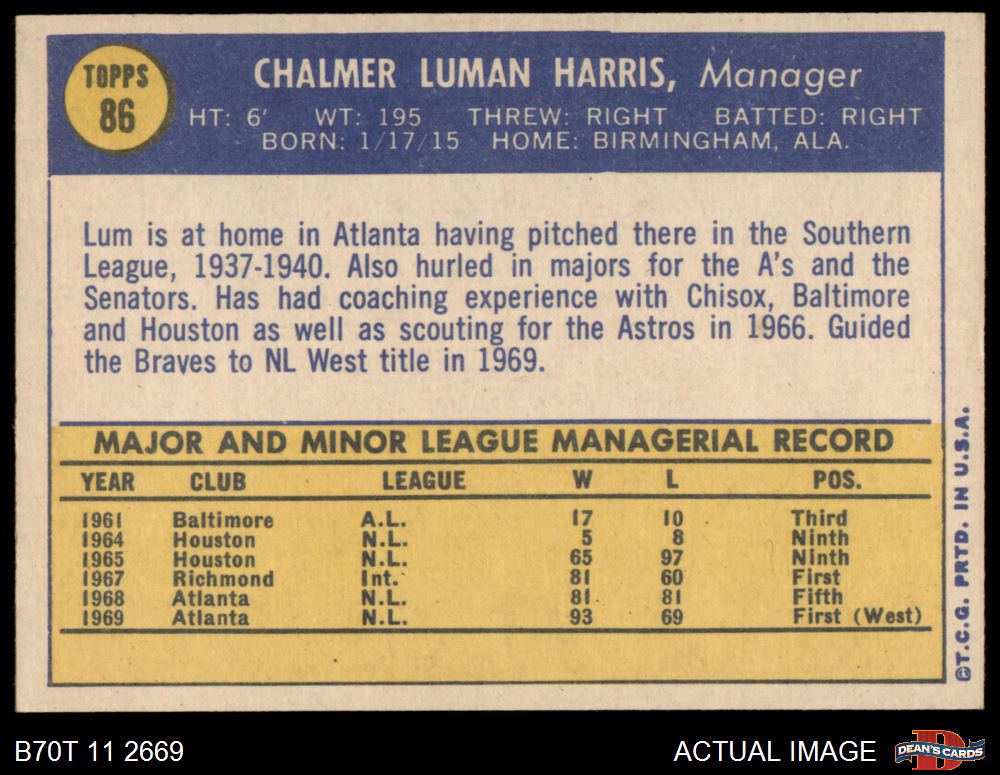 TOPPS
86
CHALMER LUMAN HARRIS, Manager
HT: 6' WT: 195 THREW: RIGHT BATTED: RIGHT
BORN: 1/17/15 HOME: BIRMINGHAM, ALA.
Lum is at home in Atlanta having pitched there in the Southern
League, 1937-1940. Also hurled in majors for the A's and the
Senators. Has had coaching experience with Chisox, Baltimore
and Houston as well as scouting for the Astros in 1966. Guided
the Braves to NL West title in 1969.
MAJOR AND MINOR LEAGUE MANAGERIAL RECORD
YEAR CLUB LEAGUE W L POS.
1961 Baltimore A.L. 17 10 Third
1964 Houston N.L. 5 8 Ninth
1965 Houston N.L. 65 97 Ninth
1967 Richmond Int. 81 60 First
1968 Atlanta N.L. 81 81 Fifth
1969 Atlanta N.L. 93 69 First (West)
©T.C.G. PRTD. IN U.S.A.
B70T 11 2669
ACTUAL IMAGE
DEAN'S CARDS